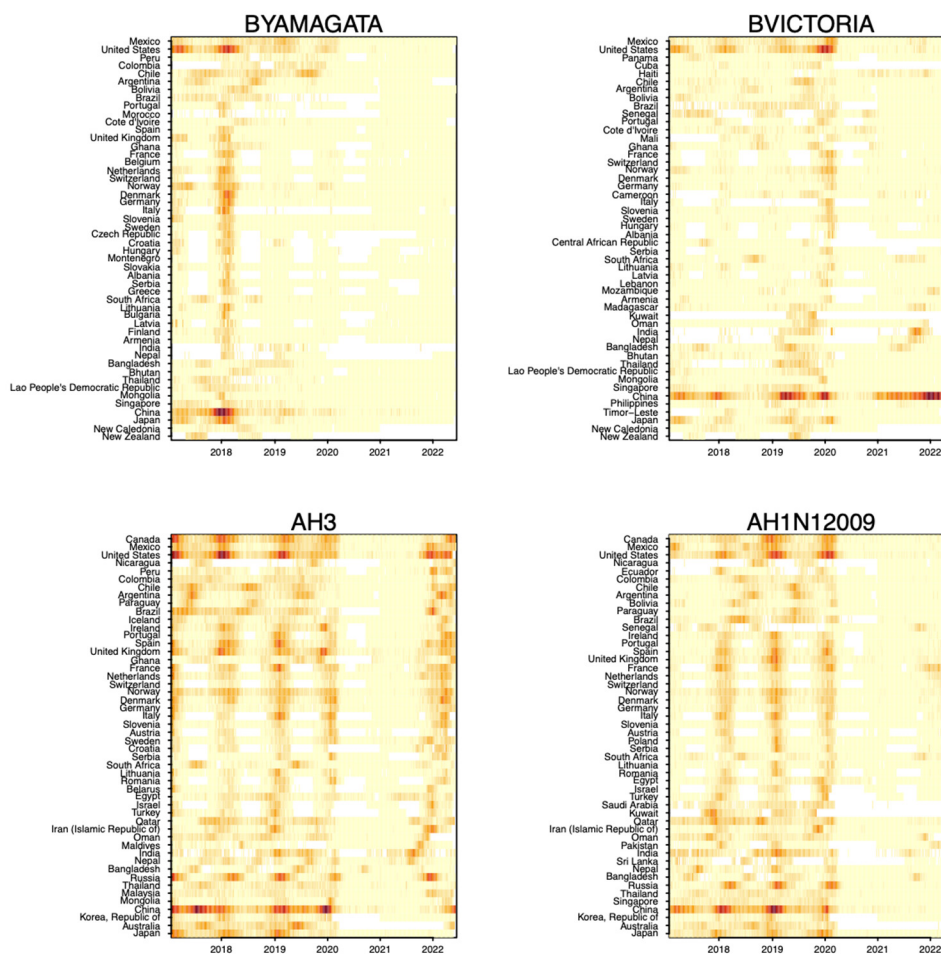 BYAMAGATA
Mexico
United States
Peru
Colombia
Chile
Argentina
Bolivia
Brazil
Portugal
Morocco
Cote d'Ivoire
Spain
United Kingdom
Ghana
France
Belgium
Netherlands
Switzerland
Norway
Denmark
Germany
Italy
Slovenia
Sweden
Czech Republic
Croatia
Hungary
Montenegro
Slovakia
Albania
Serbia
Greece
South Africa
Lithuania
Bulgaria
Latvia
Finland
Armenia
India
Nepal
Bangladesh
Bhutan
Thailand
Lao People's Democratic Republic
Mongolia
Singapore
China
Japan
New Caledonia
New Zealand
2018 2019 2020 2021 2022
BVICTORIA
Mexico
United States
Panama
Cuba
Haiti
Chile
Argentina
Bolivia
Brazil
Senegal
Portugal
Cote d'Ivoire
Mali
Ghana
France
Switzerland
Norway
Denmark
Germany
Cameroon
Italy
Slovenia
Sweden
Hungary
Albania
Central African Republic
Serbia
South Africa
Lithuania
Latvia
Lebanon
Mozambique
Armenia
Madagascar
Kuwait
Oman
India
Nepal
Bangladesh
Bhutan
Thailand
Lao People's Democratic Republic
Mongolia
Singapore
China
Philippines
Timor−Leste
Japan
New Caledonia
New Zealand
2018 2019 2020 2021 2022
AH3
Canada
Mexico
United States
Nicaragua
Peru
Colombia
Chile
Argentina
Paraguay
Brazil
Iceland
Ireland
Portugal
Spain
United Kingdom
Ghana
France
Netherlands
Switzerland
Norway
Denmark
Germany
Italy
Slovenia
Austria
Sweden
Croatia
Serbia
South Africa
Lithuania
Romania
Belarus
Egypt
Israel
Turkey
Qatar
Iran (Islamic Republic of)
Oman
Maldives
India
Nepal
Bangladesh
Russia
Thailand
Malaysia
Mongolia
China
Korea, Republic of
Australia
Japan
2018 2019 2020 2021 2022
AH1N12009
Canada
Mexico
United States
Nicaragua
Ecuador
Colombia
Chile
Argentina
Bolivia
Paraguay
Brazil
Senegal
Ireland
Portugal
Spain
United Kingdom
France
Netherlands
Switzerland
Norway
Denmark
Germany
Italy
Slovenia
Austria
Poland
Serbia
South Africa
Lithuania
Romania
Egypt
Israel
Turkey
Saudi Arabia
Kuwait
Qatar
Iran (Islamic Republic of)
Oman
Pakistan
India
Sri Lanka
Nepal
Bangladesh
Russia
Thailand
Singapore
China
Korea, Republic of
Australia
Japan
2018 2019 2020 2021 2022